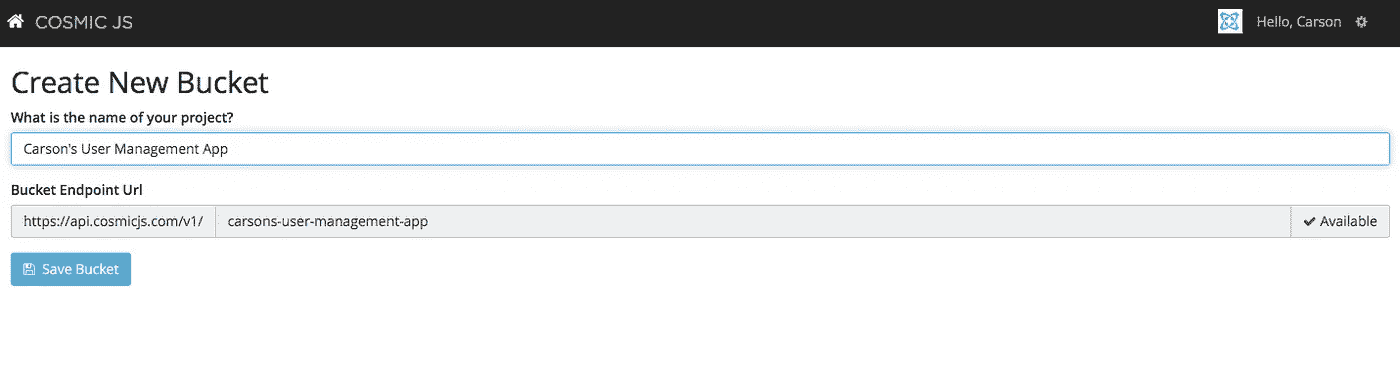 COSMIC JS
Hello, Carson
Create New Bucket
What is the name of your project?
Carson's User Management App
Bucket Endpoint Url
https://api.cosmicjs.com/v1/ carsons-user-management-app Available
Save Bucket